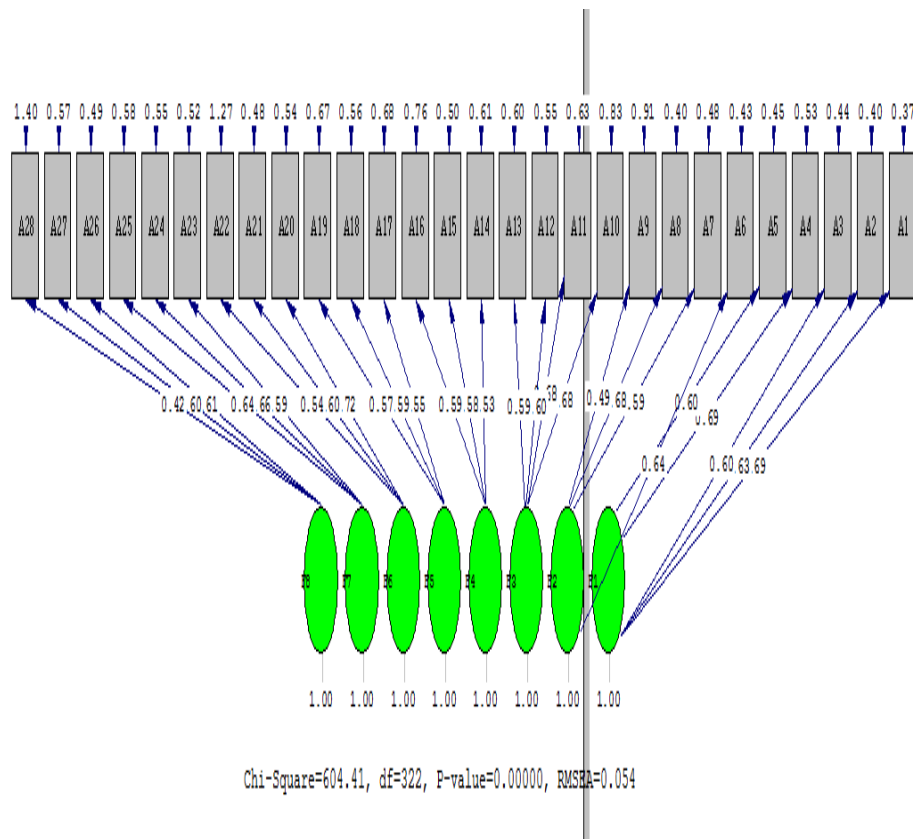 1.40 0.57 0.49 0.58 0.55 0.52 1.27 0.48 0.54 0.67 0.56 0.68 0.76 0.50 0.61 0.60 0.55 0.63 0.83 0.91 0.40 0.48 0.43 0.45 0.53 0.44 0.40 0.37
A28 A27 A26 A25 A24 A23 A22 A21 A20 A19 A18 A17 A16 A15 A14 A13 A12 A11 A10 A9 A8 A7 A6 A5 A4 A3 A2 A1
0.42 .60 .61 0.64 .66 .59 0.54 .60 .72 0.57 .59 .55 0.59 .58 .53 0.59 .60 .68 .68 0.49 .68 .59 0.60
0.69
0.64 0.60 .63 .69
F8 F7 F6 F5 F4 F3 F2 F1
1.00 1.00 1.00 1.00 1.00 1.00 1.00 1.00
Chi-Square=604.41, df=322, P-value=0.00000, RMSEA=0.054